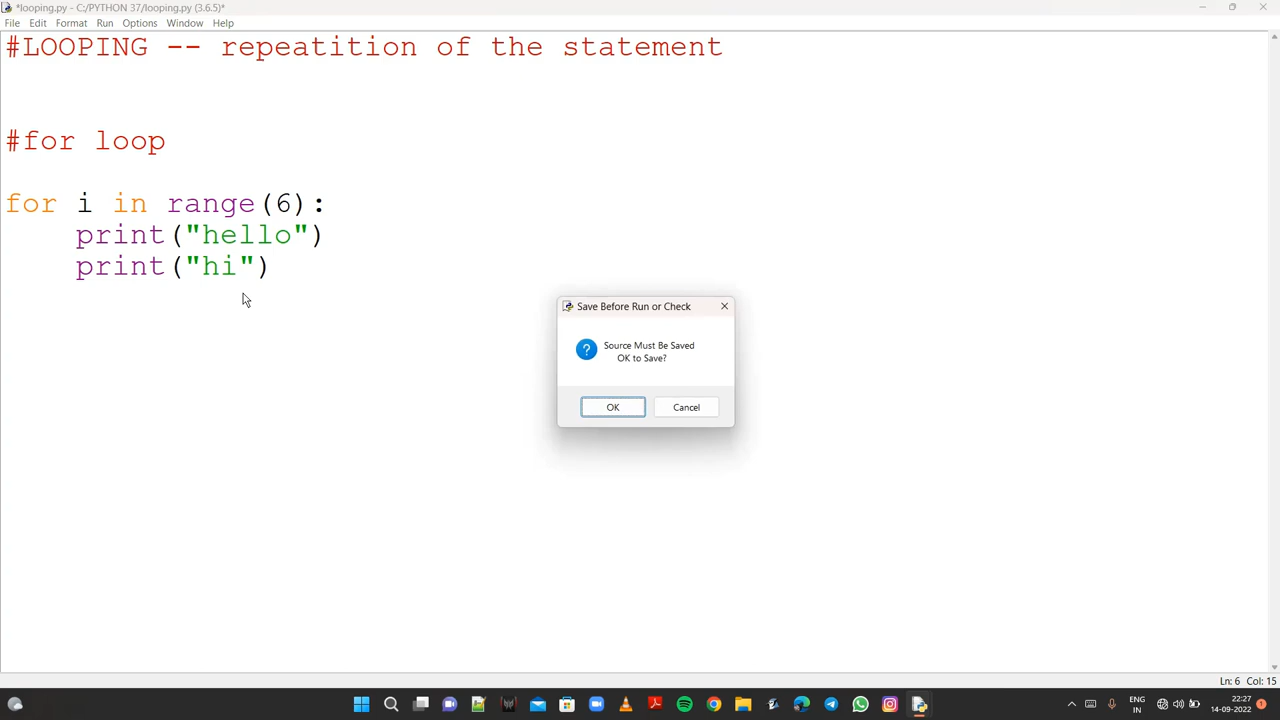 *looping.py - C:/PYTHON 37/looping.py (3.6.5)*
File Edit Format Run Options Window Help
#LOOPING -- repeatition of the statement
#for loop
for i in range(6):
print("hello")
print("hi")
Save Before Run or Check
?
Source Must Be Saved
OK to Save?
OK Cancel
Ln: 6 Col: 15
ENG
IN
22:27
14-09-2022